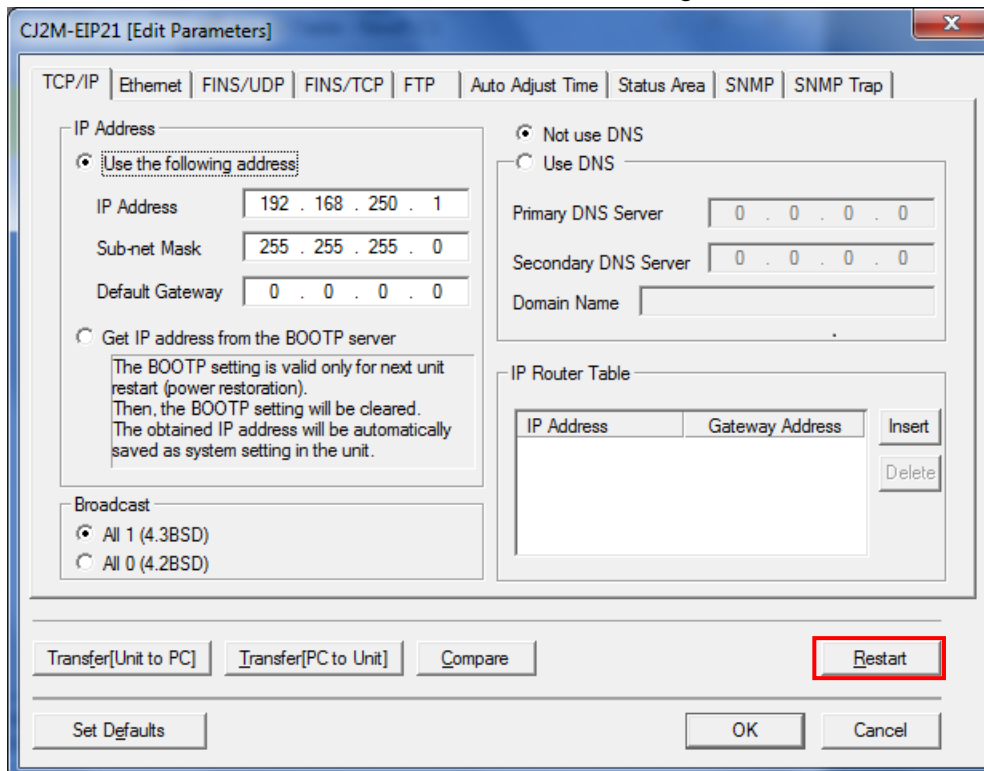 CJ2M-EIP21 [Edit Parameters]
TCP/IP Ethernet FINS/UDP FINS/TCP FTP Auto Adjust Time Status Area SNMP SNMP Trap
IP Address
Use the following address
IP Address 192 . 168 . 250 . 1
Sub-net Mask 255 . 255 . 255 . 0
Default Gateway 0 . 0 . 0 . 0
Get IP address from the BOOTP server
The BOOTP setting is valid only for next unit
restart (power restoration).
Then, the BOOTP setting will be cleared.
The obtained IP address will be automatically
saved as system setting in the unit.
Broadcast
All 1 (4.3BSD)
All 0 (4.2BSD)
Not use DNS
Use DNS
Primary DNS Server 0 . 0 . 0 . 0
Secondary DNS Server 0 . 0 . 0 . 0
Domain Name
IP Router Table
IP Address Gateway Address
Insert
Delete
Transfer[Unit to PC] Transfer[PC to Unit] Compare Restart
Set Defaults OK Cancel